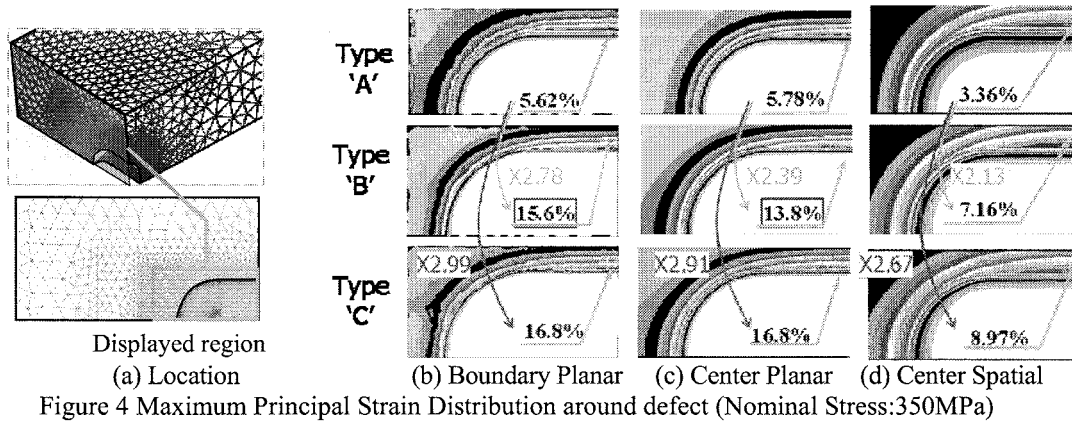 Type
'A'
5.62%
5.78%
3.36%
Type
'B'
X2.78
15.6%
X2.39
13.8%
X2.13
7.16%
Type
'C'
X2.99
16.8%
X2.91
16.8%
X2.67
8.97%
Displayed region
(a) Location
(b) Boundary Planar
(c) Center Planar
(d) Center Spatial
Figure 4 Maximum Principal Strain Distribution around defect (Nominal Stress:350MPa)